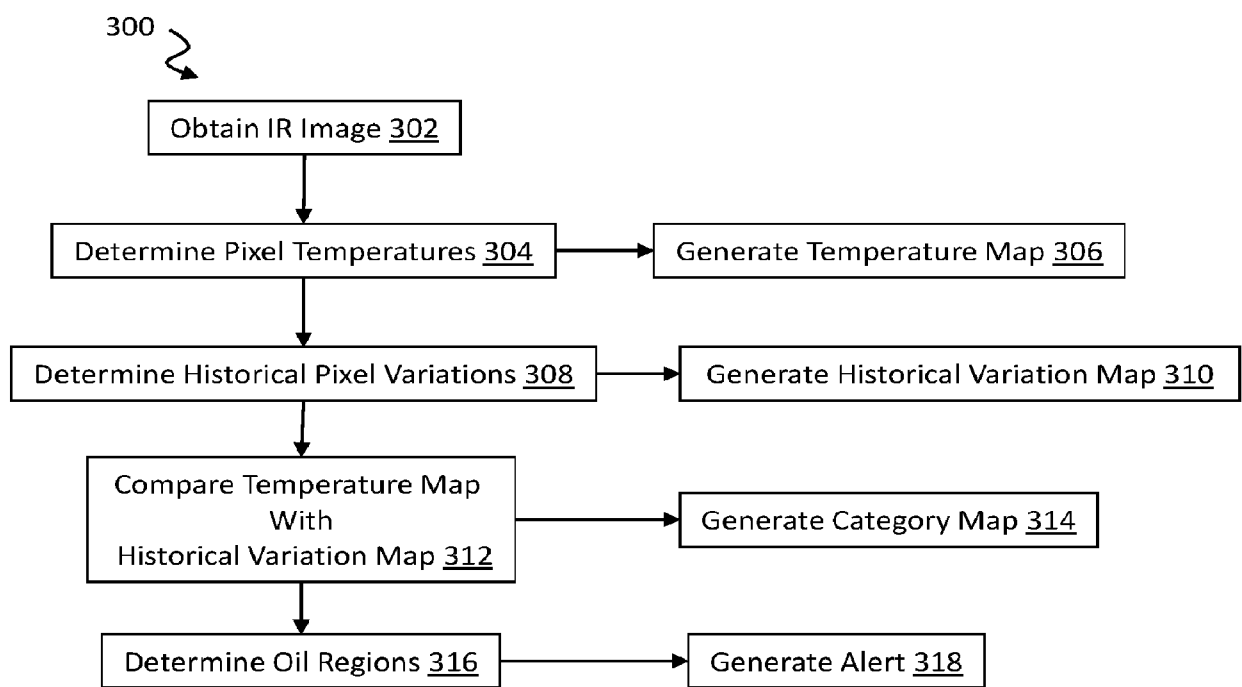 300
Obtain IR Image 302
Determine Pixel Temperatures 304
Generate Temperature Map 306
Determine Historical Pixel Variations 308
Generate Historical Variation Map 310
Compare Temperature Map
With
Historical Variation Map 312
Generate Category Map 314
Determine Oil Regions 316
Generate Alert 318